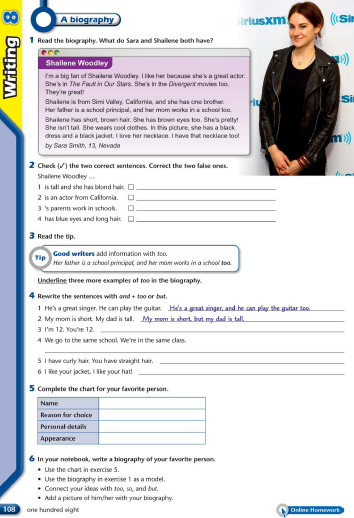 Writing 8
A biography
siriusxm
((Siri
1 Read the biography. What do Sara and Shailene both have?
Shailene Woodley
I'm a big fan of Shailene Woodley. I like her because she's a great actor.
She's in The Fault in Our Stars. She's in the Divergent movies too.
They're great!
Shailene is from Simi Valley, California, and she has one brother.
Her father is a school principal, and her mom works in a school too.
Shailene has short, brown hair. She has brown eyes too. She's pretty!
She isn't tall. She wears cool clothes. In this picture, she has a black
dress and a black jacket. I love her necklace. I have that necklace too!
by Sara Smith, 13, Nevada
2 Check (✓) the two correct sentences. Correct the two false ones.
Shailene Woodley ...
1 is tall and she has blond hair. ☐
2 is an actor from California. ☐
3 's parents work in schools. ☐
4 has blue eyes and long hair. ☐
3 Read the tip.
Tip
Good writers add information with too.
Her father is a school principal, and her mom works in a school too.
Underline three more examples of too in the biography.
4 Rewrite the sentences with and + too or but.
1 He's a great singer. He can play the guitar. He's a great singer, and he can play the guitar too.
2 My mom is short. My dad is tall. My mom is short, but my dad is tall.
3 I'm 12. You're 12.
4 We go to the same school. We're in the same class.
5 I have curly hair. You have straight hair.
6 I like your jacket, I like your hat!
5 Complete the chart for your favorite person.
Name
Reason for choice
Personal details
Appearance
6 In your notebook, write a biography of your favorite person.
• Use the chart in exercise 5.
• Use the biography in exercise 1 as a model.
• Connect your ideas with too, so, and but.
• Add a picture of him/her with your biography.
108 one hundred eight
Online Homework